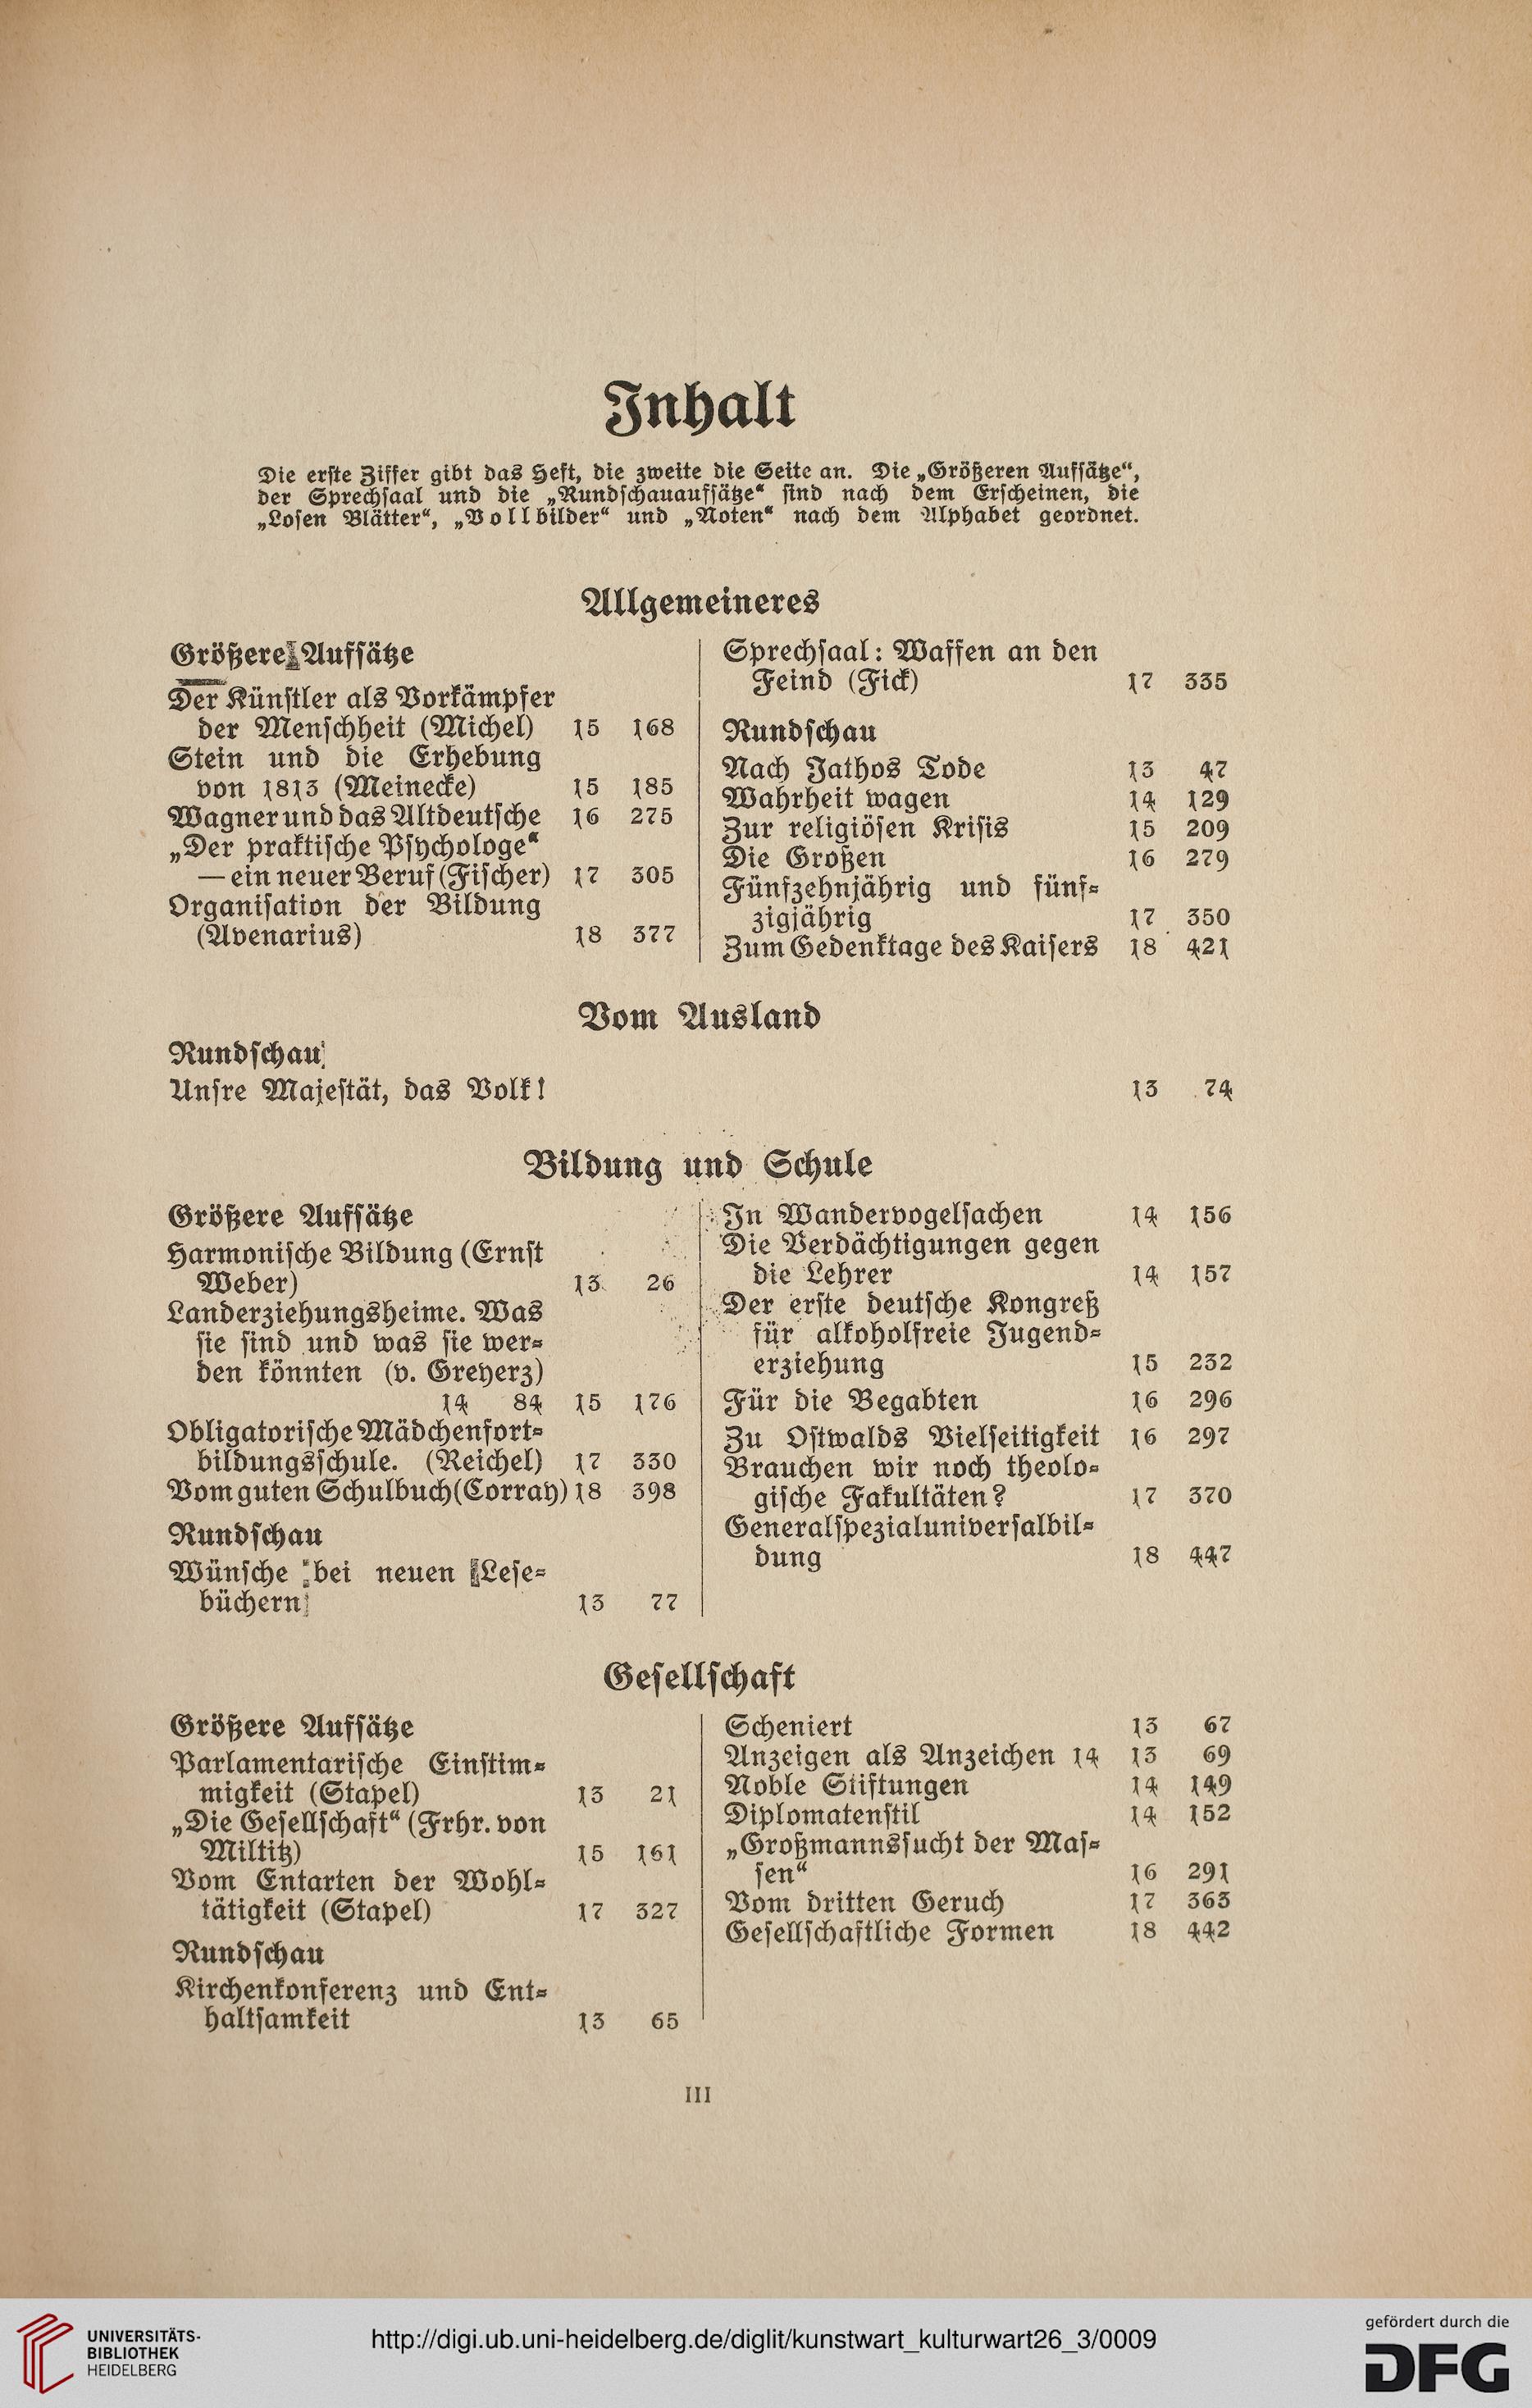 Inhalt
Die erste Ziffer gibt das Heft, die zweite die Seite an. Die „Größeren Aufsätze“,
der Sprechsaal und die „Rundschauaufsätze“ sind nach dem Erscheinen, die
„Losen Blätter“, „Vollbilder“ und „Noten“ nach dem Alphabet geordnet.
Allgemeineres
Größere Aufsätze
Der Künstler als Vorkämpfer
der Menschheit (Michel) 15 168
Stein und die Erhebung
von 1813 (Meinecke) 15 185
Wagner und das Altdeutsche 16 275
„Der praktische Psychologe“
— ein neuer Beruf (Fischer) 17 305
Organisation der Bildung
(Avenarius) 18 377
Sprechsaal: Waffen an den
Feind (Fick) 17 335
Rundschau
Nach Jathos Tode 13 47
Wahrheit wagen 14 129
Zur religiösen Krisis 15 209
Die Großen 16 279
Fünfzehnjährig und fünf=
zigjährig 17 350
Zum Gedenktage des Kaisers 18 421
Vom Ausland
Rundschau
Unsre Majestät, das Volk! 13 74
Bildung und Schule
Größere Aufsätze
Harmonische Bildung (Ernst
Weber) 13 26
Landerziehungsheime. Was
sie sind und was sie wer=
den könnten (v. Greyerz)
14 84 15 176
Obligatorische Mädchenfort=
bildungsschule. (Reichel) 17 330
Vom guten Schulbuch (Corray) 18 398
Rundschau
Wünsche bei neuen Lese=
büchern 13 77
In Wandervogelsachen 14 156
Die Verdächtigungen gegen
die Lehrer 14 157
Der erste deutsche Kongreß
für alkoholfreie Jugend=
erziehung 15 232
Für die Begabten 16 296
Zu Ostwalds Vielseitigkeit 16 297
Brauchen wir noch theolo=
gische Fakultäten? 17 370
Generalspezialuniversalbil=
dung 18 447
Gesellschaft
Größere Aufsätze
Parlamentarische Einstim=
migkeit (Stapel) 13 21
„Die Gesellschaft“ (Frhr. von
Miltitz) 15 161
Vom Entarten der Wohl=
tätigkeit (Stapel) 17 327
Rundschau
Kirchenkonferenz und Ent=
haltsamkeit 13 65
Scheniert 13 67
Anzeigen als Anzeichen 14 13 69
Noble Stiftungen 14 149
Diplomatenstil 14 152
„Großmannssucht der Mas=
sen“ 16 291
Vom dritten Geruch 17 363
Gesellschaftliche Formen 18 442
III
UNIVERSITÄTS-
BIBLIOTHEK
HEIDELBERG
http://digi.ub.uni-heidelberg.de/diglit/kunstwart_kulturwart26_3/0009
gefördert durch die
DFG